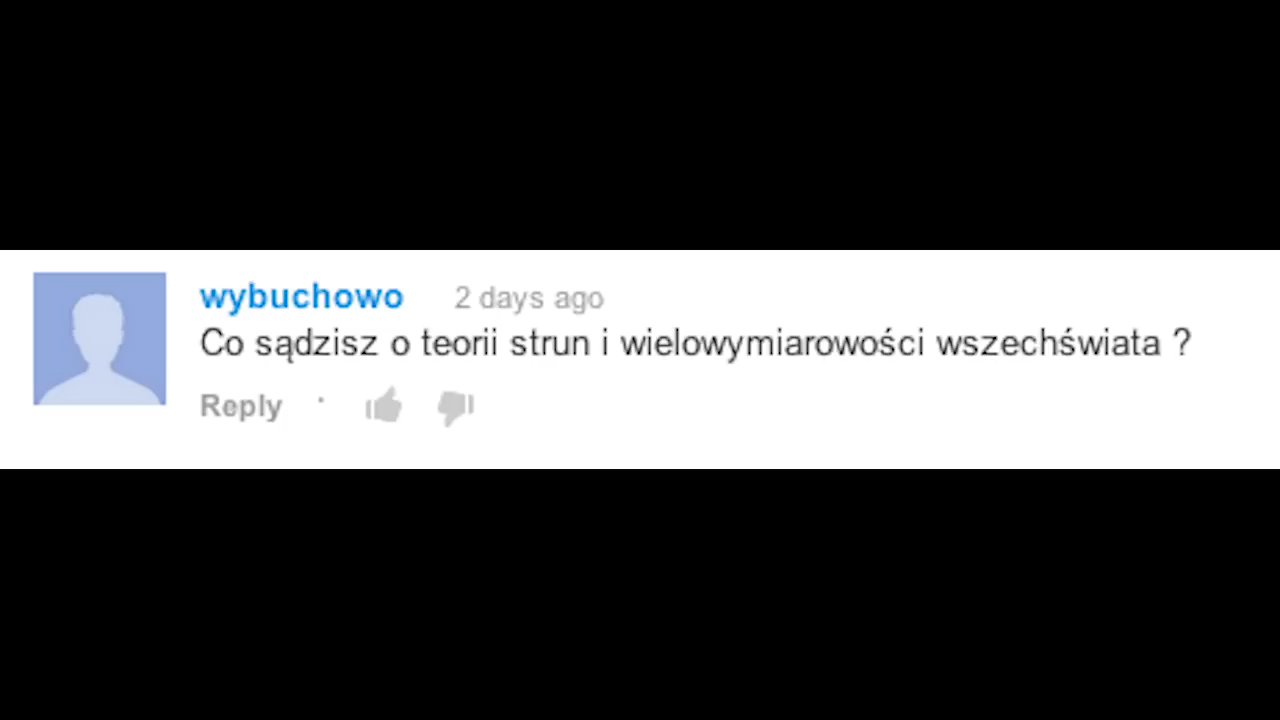 wybuchowo 2 days ago
Co sądzisz o teorii strun i wielowymiarowości wszechświata ?
Reply ·